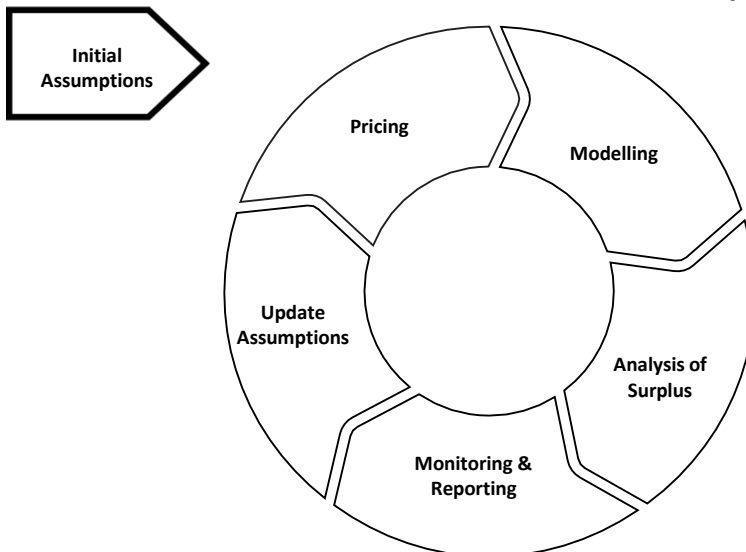 Initial
Assumptions
Pricing
Modelling
Update
Assumptions
Analysis of
Surplus
Monitoring &
Reporting